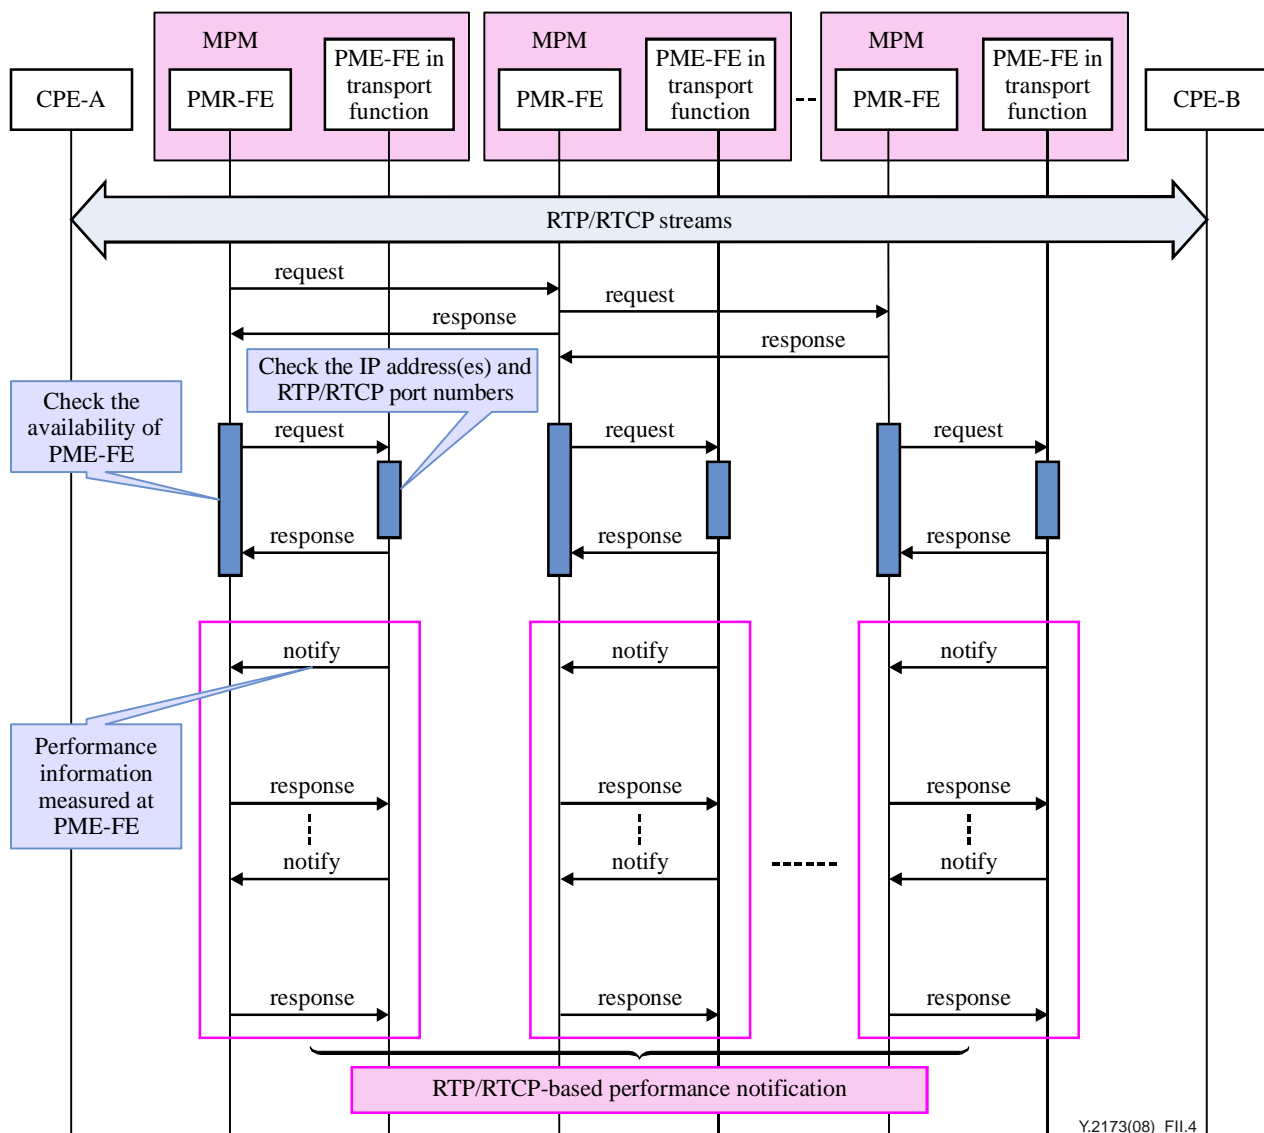 MPM
MPM
MPM
CPE-A
PMR-FE
PME-FE in
transport
function
PMR-FE
PME-FE in
transport
function
PMR-FE
PME-FE in
transport
function
CPE-B
RTP/RTCP streams
request
request
response
response
Check the IP address(es) and
RTP/RTCP port numbers
Check the
availability of
PME-FE
request
request
request
response
response
response
notify
notify
notify
Performance
information
measured at
PME-FE
response
response
response
notify
notify
notify
response
response
response
RTP/RTCP-based performance notification
Y.2173(08)_FII.4